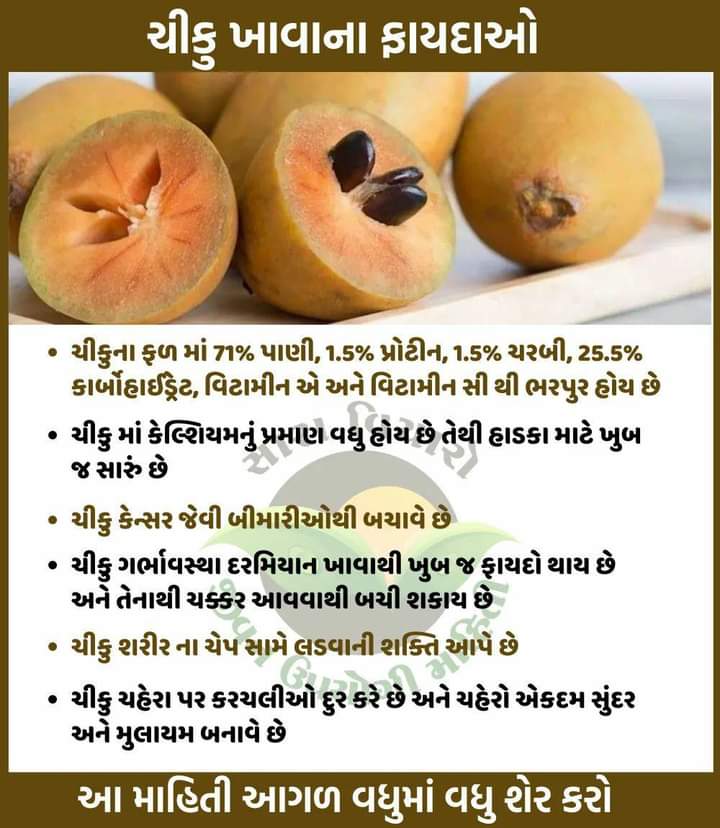 ચીકુ ખાવાના ફાયદાઓ
• ચીકુના ફળ માં 71% પાણી, 1.5% પ્રોટીન, 1.5% ચરબી, 25.5%
કાર્બોહાઈડ્રેટ, વિટામીન એ અને વિટામીન સી થી ભરપુર હોય છે
• ચીકુ માં કેલ્શિયમનું પ્રમાણ વધુ હોય છે તેથી હાડકા માટે ખુબ
જ સારું છે
• ચીકુ કેન્સર જેવી બીમારીઓથી બચાવે છે
• ચીકુ ગર્ભાવસ્થા દરમિયાન ખાવાથી ખુબ જ ફાયદો થાય છે
અને તેનાથી ચક્કર આવવાથી બચી શકાય છે
• ચીકુ શરીર ના ચેપ સામે લડવાની શક્તિ આપે છે
• ચીકુ ચહેરા પર કરચલીઓ દુર કરે છે અને ચહેરો એકદમ સુંદર
અને મુલાયમ બનાવે છે
સારા વિચારો
જીવન ઉપયોગી માહિતી
આ માહિતી આગળ વધુમાં વધુ શેર કરો